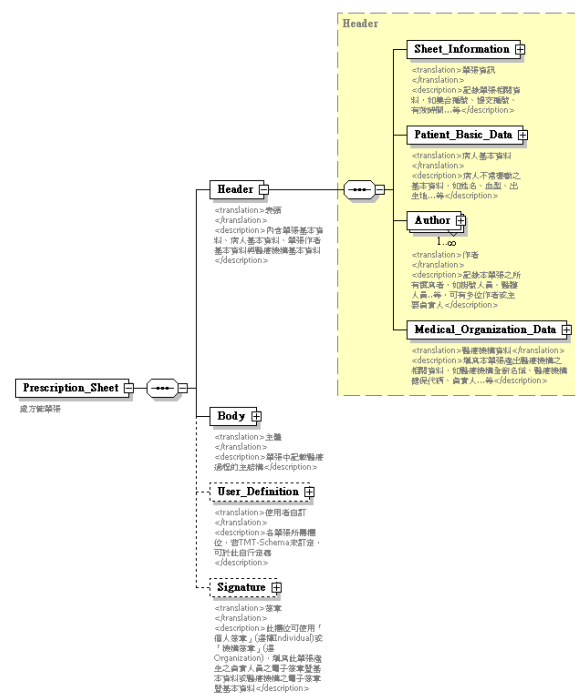 Header
Sheet_Information
<translation>單張資訊
</translation>
<description>記錄單張相關資
料，如集合編號、提交編號、
有效時間...等</description>
Patient_Basic_Data
<translation>病人基本資料
</translation>
<description>病人不常變動之
基本資料，如姓名、血型、出
生地...等</description>
Author
1..∞
<translation>作者
</translation>
<description>記錄本單張之所
有撰寫者，如掛號人員、醫護
人員..等，可有多位作者或主
要負責人</description>
Medical_Organization_Data
<translation>醫療機構資料</translation>
<description>填寫本單張產出醫療機構之
相關資料，如醫療機構全新名稱、醫療機構
健保代碼、負責人...等</description>
Header
<translation>表頭
</translation>
<description>內含單張基本資
料、病人基本資料、單張作者
基本資料與醫療機構基本資料
</description>
Prescription_Sheet
處方箋單張
Body
<translation>主體
</translation>
<description>單張中記載醫療
過程的主結構</description>
User_Definition
<translation>使用者自訂
</translation>
<description>各單張所需欄
位，若TMT-Schema未訂定，
可於此自行定義
</description>
Signature
<translation>簽章
</translation>
<description>此欄位可使用「
個人簽章」(選擇Individual)或
「機構簽章」(選
Organization)，填寫此單張產
生之負責人員之電子簽章暨基
本資料或醫療機構之電子簽章
暨基本資料</description>